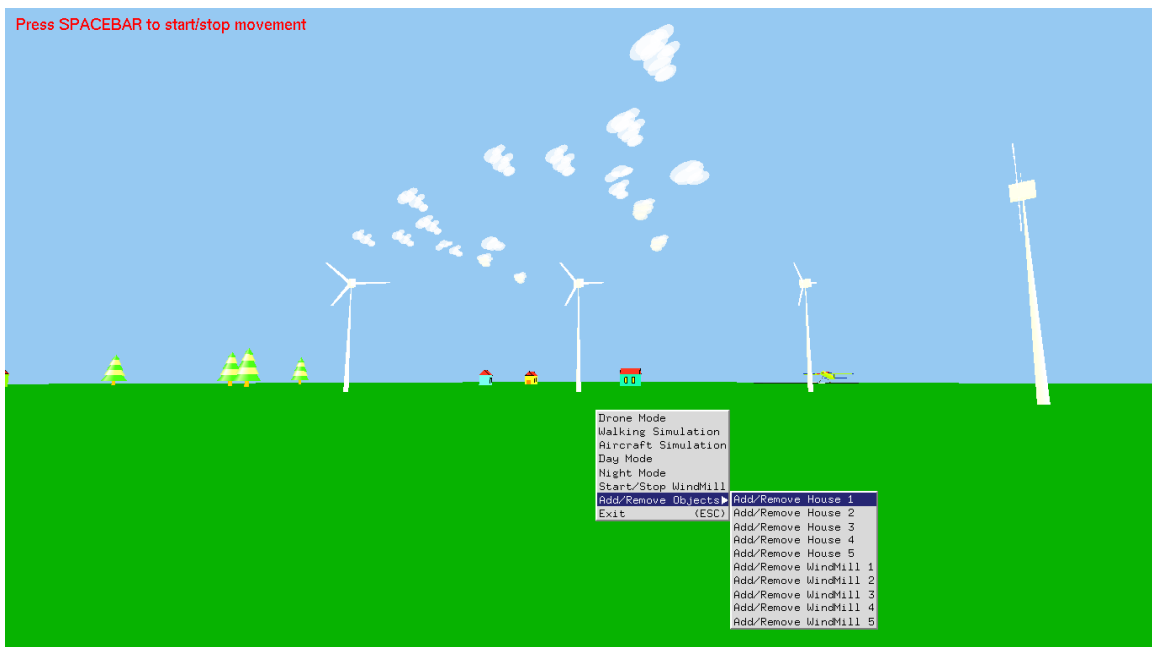 Press SPACEBAR to start/stop movement
Drone Mode
Walking Simulation
Aircraft Simulation
Day Mode
Night Mode
Start/Stop WindMill
Add/Remove Objects
Exit (ESC)
Add/Remove House 1
Add/Remove House 2
Add/Remove House 3
Add/Remove House 4
Add/Remove House 5
Add/Remove WindMill 1
Add/Remove WindMill 2
Add/Remove WindMill 3
Add/Remove WindMill 4
Add/Remove WindMill 5